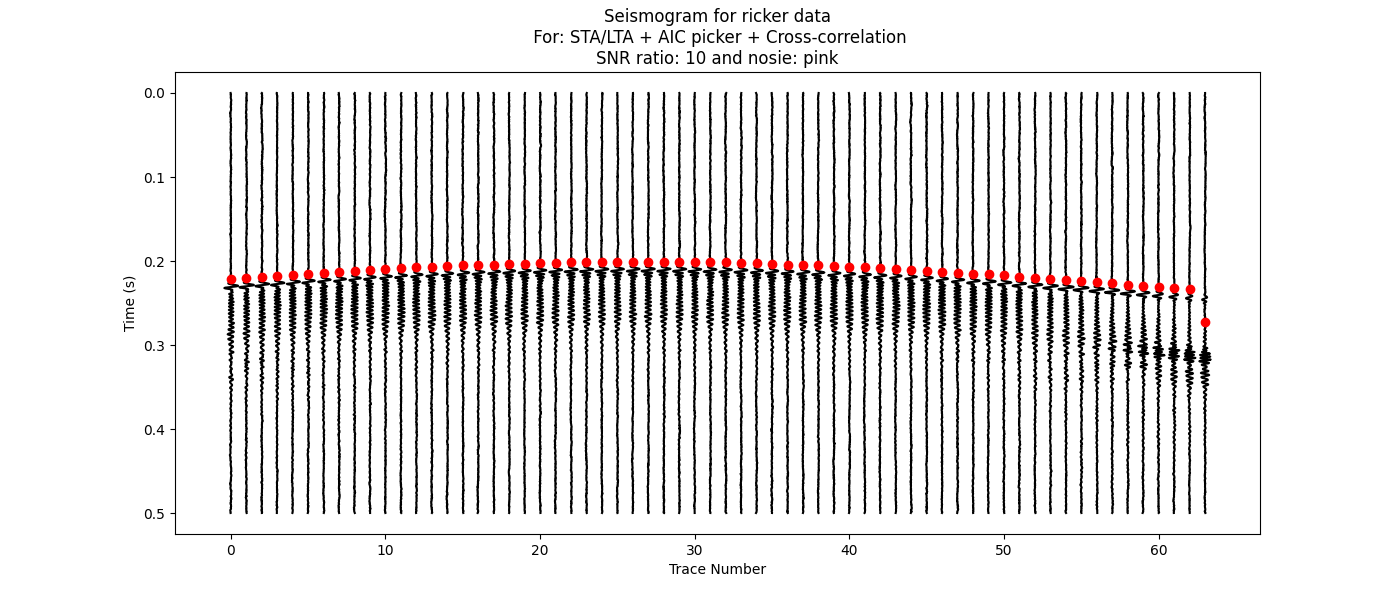 Seismogram for ricker data
For: STA/LTA + AIC picker + Cross-correlation
SNR ratio: 10 and nosie: pink
0.0
0.1
0.2
0.3
0.4
0.5
Time (s)
0 10 20 30 40 50 60
Trace Number